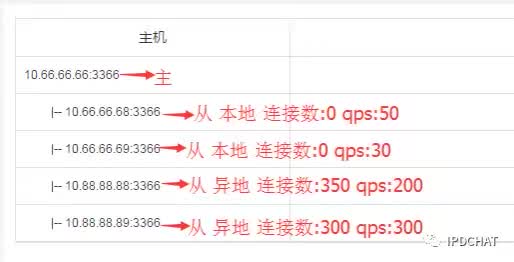 主机
10.66.66.66:3366 主
|-- 10.66.66.68:3366 从 本地 连接数:0 qps:50
|-- 10.66.66.69:3366 从 本地 连接数:0 qps:30
|-- 10.88.88.88:3366 从 异地 连接数:350 qps:200
|-- 10.88.88.89:3366 从 异地 连接数:300 qps:300
IPDCHAT